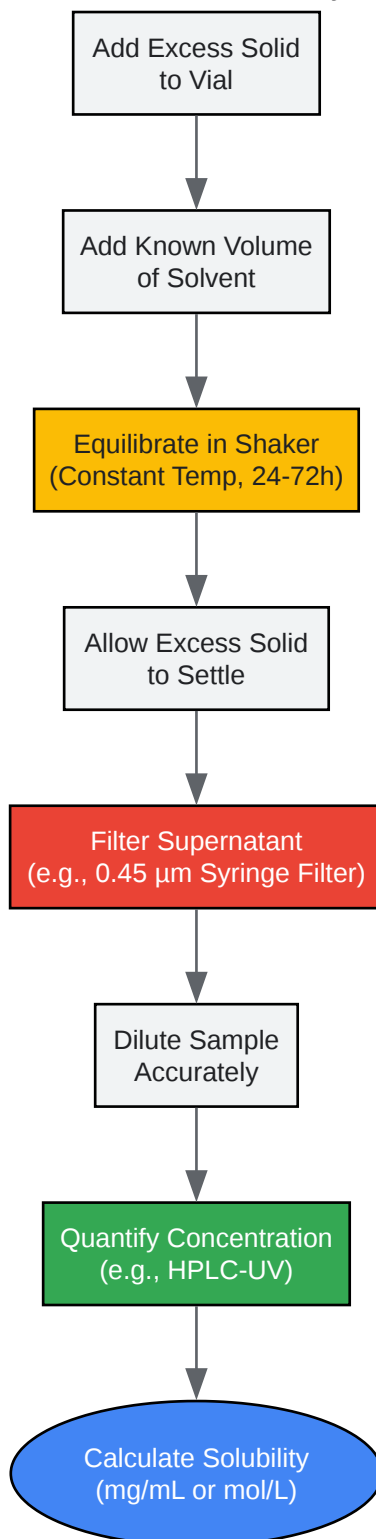 Add Excess Solid
to Vial
Add Known Volume
of Solvent
Equilibrate in Shaker
(Constant Temp, 24-72h)
Allow Excess Solid
to Settle
Filter Supernatant
(e.g., 0.45 µm Syringe Filter)
Dilute Sample
Accurately
Quantify Concentration
(e.g., HPLC-UV)
Calculate Solubility
(mg/mL or mol/L)